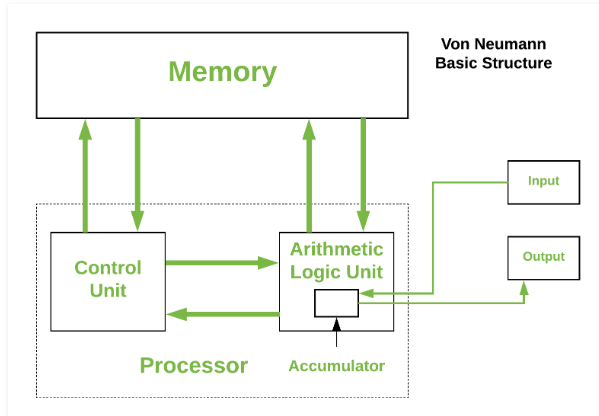 Memory
Von Neumann
Basic Structure
Input
Output
Control
Unit
Arithmetic
Logic Unit
Accumulator
Processor